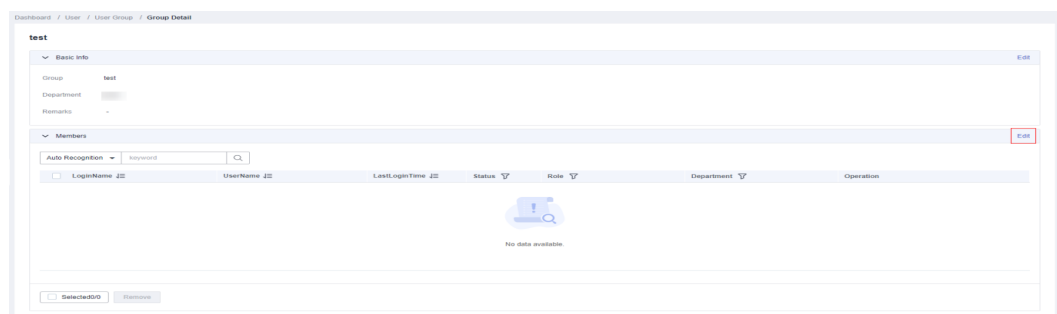 Dashboard / User / User Group / Group Detail
test
Basic Info Edit
Group test
Department
Remarks -
Members Edit
Auto Recognition keyword
LoginName UserName LastLoginTime Status Role Department Operation
No data available.
Selected0/0 Remove